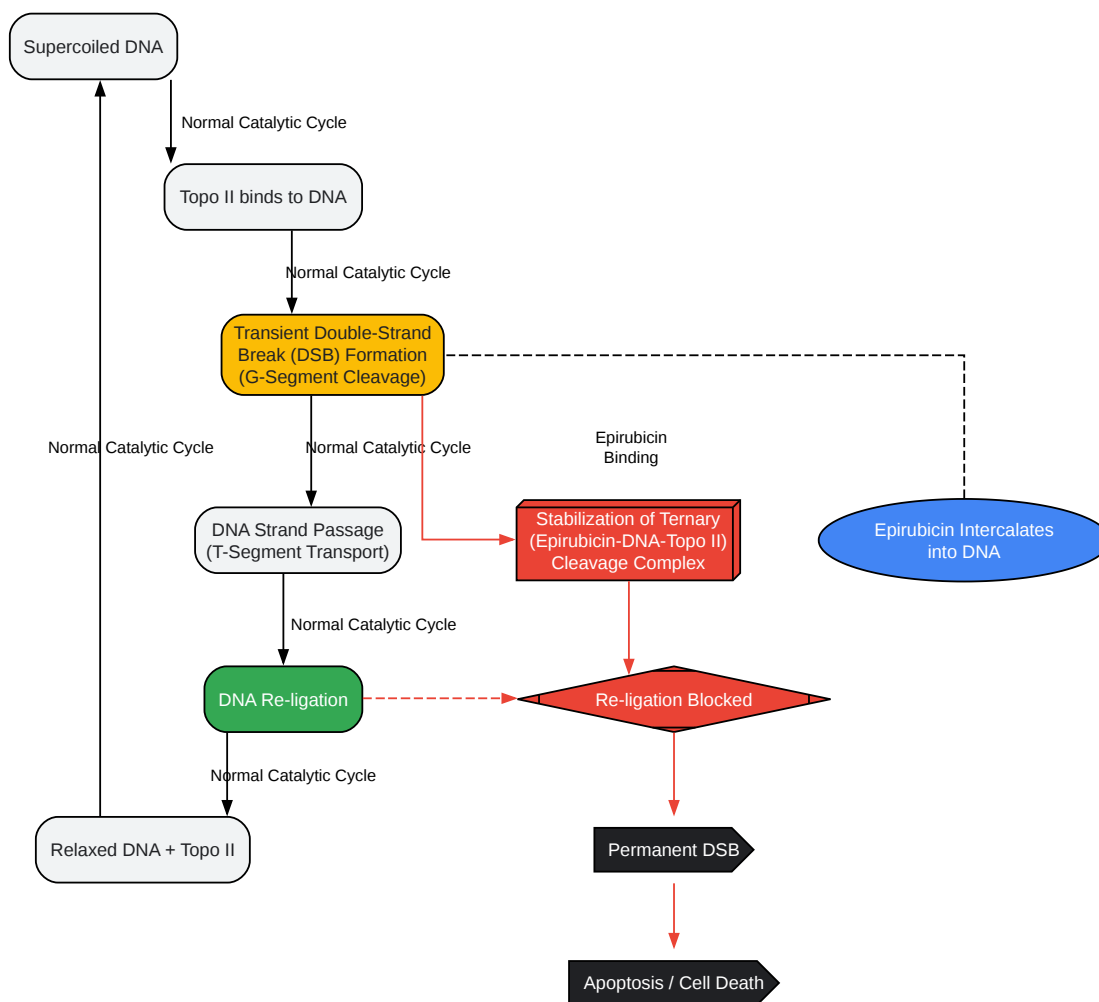 Supercoiled DNA
Normal Catalytic Cycle
Topo II binds to DNA
Normal Catalytic Cycle
Transient Double-Strand
Break (DSB) Formation
(G-Segment Cleavage)
Normal Catalytic Cycle
Normal Catalytic Cycle
Epirubicin
Binding
DNA Strand Passage
(T-Segment Transport)
Stabilization of Ternary
(Epirubicin-DNA-Topo II)
Cleavage Complex
Epirubicin Intercalates
into DNA
Normal Catalytic Cycle
DNA Re-ligation
Re-ligation Blocked
Normal Catalytic Cycle
Relaxed DNA + Topo II
Permanent DSB
Apoptosis / Cell Death